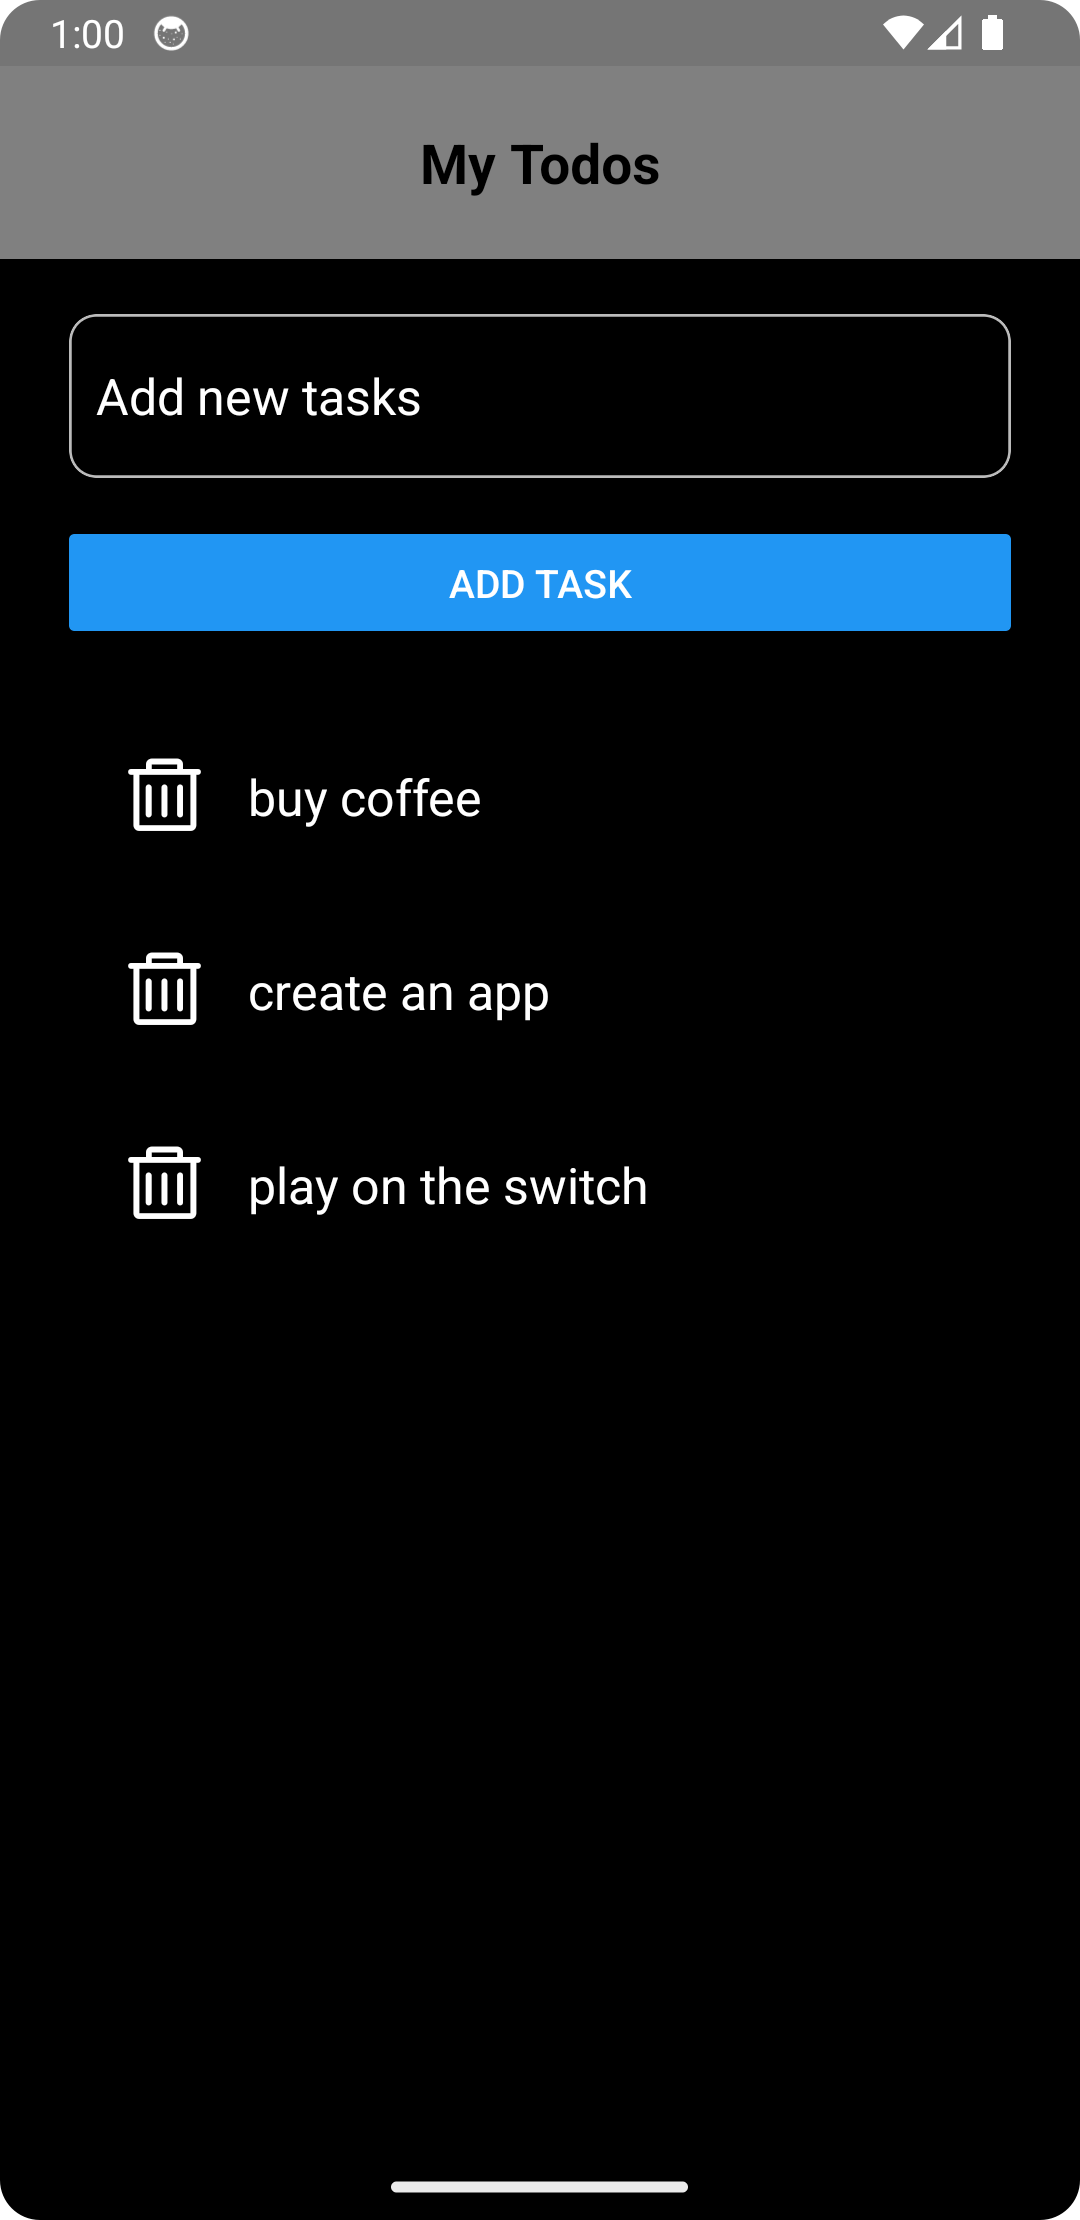 1:00
My Todos
Add new tasks
ADD TASK
buy coffee
create an app
play on the switch